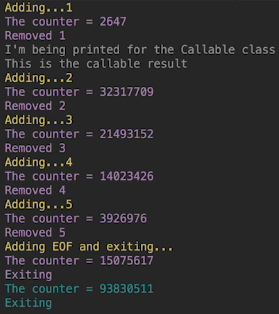 Adding...1
The counter = 2647
Removed 1
I'm being printed for the Callable class
This is the callable result
Adding...2
The counter = 32317709
Removed 2
Adding...3
The counter = 21493152
Removed 3
Adding...4
The counter = 14023426
Removed 4
Adding...5
The counter = 3926976
Removed 5
Adding EOF and exiting...
The counter = 15075617
Exiting
The counter = 93830511
Exiting